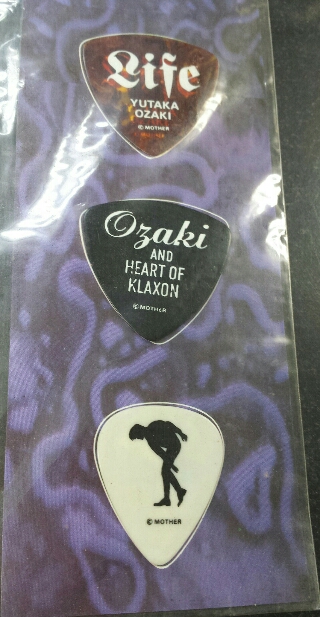 Life
YUTAKA
OZAKI
© MOTHER
Ozaki
AND
HEART OF
KLAXON
© MOTHER
© MOTHER